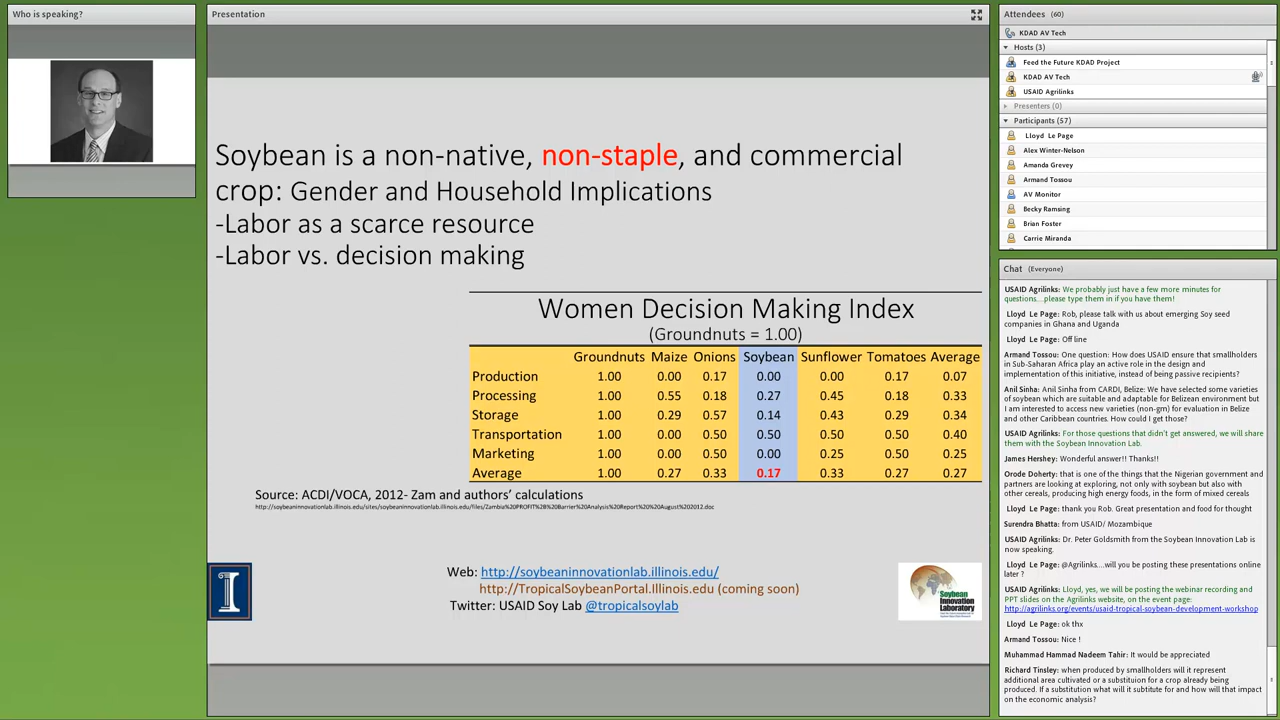 Who is speaking?
Presentation
Soybean is a non-native, non-staple, and commercial
crop: Gender and Household Implications
-Labor as a scarce resource
-Labor vs. decision making
Women Decision Making Index
(Groundnuts = 1.00)
Groundnuts Maize Onions Soybean Sunflower Tomatoes Average
Production 1.00 0.00 0.17 0.00 0.00 0.17 0.07
Processing 1.00 0.55 0.18 0.27 0.45 0.18 0.33
Storage 1.00 0.29 0.57 0.14 0.43 0.29 0.34
Transportation 1.00 0.00 0.50 0.50 0.50 0.50 0.40
Marketing 1.00 0.00 0.50 0.00 0.25 0.50 0.25
Average 1.00 0.27 0.33 0.17 0.33 0.27 0.27
Source: ACDI/VOCA, 2012- Zam and authors' calculations
http://soybeaninnovationlab.illinois.edu/sites/soybeaninnovationlab.illinois.edu/files/Zambia%20PROFIT%2B%20Barrier%20Analysis%20Report%20%20August%202012.doc
Web: http://soybeaninnovationlab.illinois.edu/
http://TropicalSoybeanPortal.Illinois.edu (coming soon)
Twitter: USAID Soy Lab @tropicalsoylab
I
Soybean
Innovation
Laboratory
Attendees (60)
KDAD AV Tech
Hosts (3)
Feed the Future KDAD Project
KDAD AV Tech
USAID Agrilinks
Presenters (0)
Participants (57)
Lloyd Le Page
Alex Winter-Nelson
Amanda Grevey
Armand Tossou
AV Monitor
Becky Ramsing
Brian Foster
Carrie Miranda
Chat (Everyone)
USAID Agrilinks: We probably just have a few more minutes for
questions....please type them in if you have them!
Lloyd Le Page: Rob, please talk with us about emerging Soy seed
companies in Ghana and Uganda
Lloyd Le Page: Off line
Armand Tossou: One question: How does USAID ensure that smallholders
in Sub-Saharan Africa play an active role in the design and
implementation of this initiative, instead of being passive recipients?
Anil Sinha: Anil Sinha from CARDI, Belize: We have selected some varieties
of soybean which are suitable and adaptable for Belizean environment but
I am interested to access new varieties (non-gm) for evaluation in Belize
and other Caribbean countries. How could I get those?
USAID Agrilinks: For those questions that didn't get answered, we will share
them with the Soybean Innovation Lab.
James Hershey: Wonderful answer!! Thanks!!
Orode Doherty: that is one of the things that the Nigerian government and
partners are looking at exploring, not only with soybean but also with
other cereals, producing high energy foods, in the form of mixed cereals
Lloyd Le Page: thank you Rob. Great presentation and food for thought
Surendra Bhatta: from USAID/ Mozambique
USAID Agrilinks: Dr. Peter Goldsmith from the Soybean Innovation Lab is
now speaking.
Lloyd Le Page: @Agrilinks....will you be posting these presentations online
later ?
USAID Agrilinks: Lloyd, yes, we will be posting the webinar recording and
PPT slides on the Agrilinks website, on the event page:
http://agrilinks.org/events/usaid-tropical-soybean-development-workshop
Lloyd Le Page: ok thx
Armand Tossou: Nice !
Muhammad Hammad Nadeem Tahir: It would be appreciated
Richard Tinsley: when produced by smallholders will it represent
additional area cultivated or a substituion for a crop already being
produced. If a substitution what will it subtitute for and how will that impact
on the economic analysis?